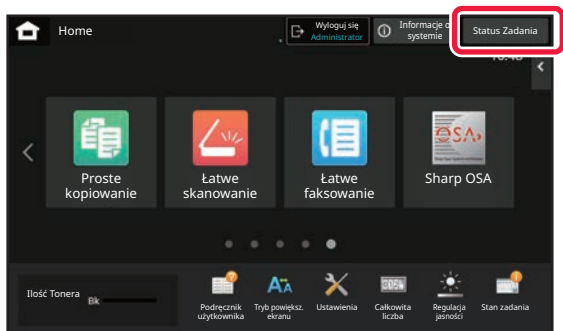 Home
Wyloguj się
Administrator
Informacje o
systemie
Status Zadania
Proste
kopiowanie
Łatwe
skanowanie
Łatwe
faksowanie
OSA
Sharp OSA
Ilość Tonera
Bk
Podręcznik
użytkownika
Tryb powiększ.
ekranu
Ustawienia
Całkowita
liczba
Regulacja
jasności
Stan zadania